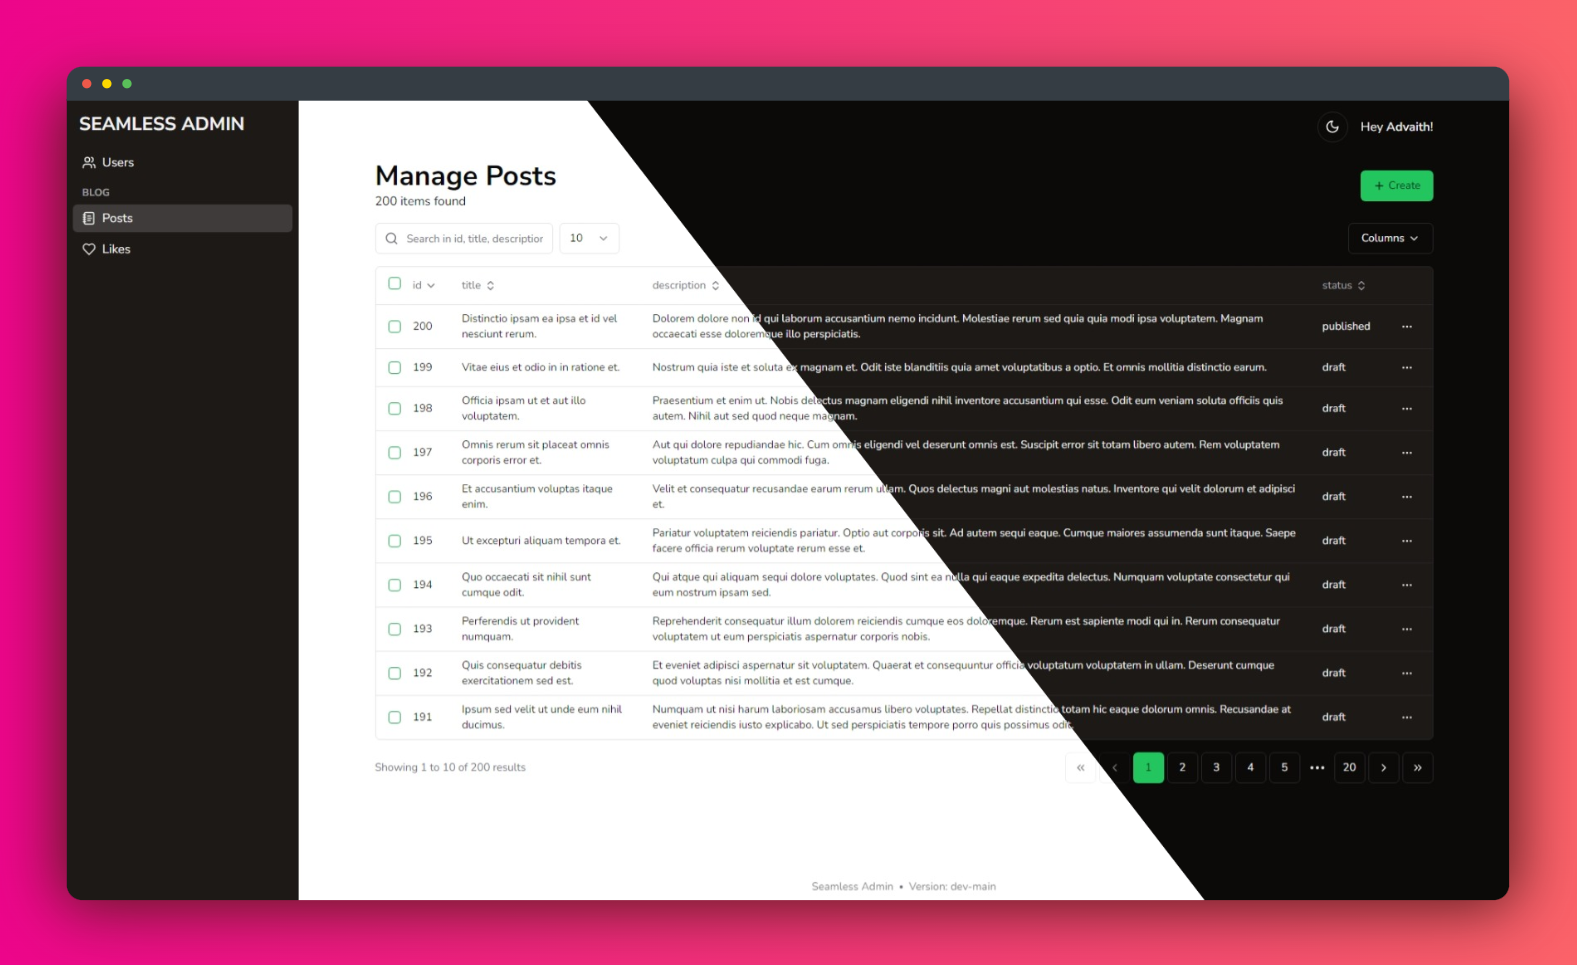 SEAMLESS ADMIN
Hey Advaith!
Users
BLOG
Posts
Likes
Manage Posts
200 items found
+ Create
Search in id, title, description
10
Columns
id title description status
200 Distinctio ipsam ea ipsa et id vel Dolorem dolore non id qui laborum accusantium nemo incidunt. Molestiae rerum sed quia quia modi ipsa voluptatem. Magnam published ...
nesciunt rerum. occaecati esse doloremque illo perspiciatis.
199 Vitae eius et odio in in ratione et. Nostrum quia iste et soluta ex magnam et. Odit iste blanditiis quia amet voluptatibus a optio. Et omnis mollitia distinctio earum. draft ...
198 Officia ipsam ut et aut illo Praesentium et enim ut. Nobis delectus magnam eligendi nihil inventore accusantium qui esse. Odit eum veniam soluta officiis quis draft ...
voluptatem. autem. Nihil aut sed quod neque magnam.
197 Omnis rerum sit placeat omnis Aut qui dolore repudiandae hic. Cum omnis eligendi vel deserunt omnis est. Suscipit error sit totam libero autem. Rem voluptatem draft ...
corporis error et. voluptatum culpa qui commodi fuga.
196 Et accusantium voluptas itaque Velit et consequatur recusandae earum rerum ullam. Quos delectus magni aut molestias natus. Inventore qui velit dolorum et adipisci draft ...
enim. et.
195 Ut excepturi aliquam tempora et. Pariatur voluptatem reiciendis pariatur. Optio aut corporis sit. Ad autem sequi eaque. Cumque maiores assumenda sunt itaque. Saepe draft ...
facere officia rerum voluptate rerum esse et.
194 Quo occaecati sit nihil sunt Qui atque qui aliquam sequi dolore voluptates. Quod sint ea nulla qui eaque expedita delectus. Numquam voluptate consectetur qui draft ...
cumque odit. eum nostrum ipsam sed.
193 Perferendis ut provident Reprehenderit consequatur illum dolorem reiciendis cumque eos doloremque. Rerum est sapiente modi qui in. Rerum consequatur draft ...
numquam. voluptatem ut eum perspiciatis aspernatur corporis nobis.
192 Quis consequatur debitis Et eveniet adipisci aspernatur sit voluptatem. Quaerat et consequuntur officia voluptatum voluptatem in ullam. Deserunt cumque draft ...
exercitationem sed est. quod voluptas nisi mollitia et est cumque.
191 Ipsum sed velit ut unde eum nihil Numquam ut nisi harum laboriosam accusamus libero voluptates. Repellat distinctio totam hic eaque dolorum omnis. Recusandae at draft ...
ducimus. eveniet reiciendis iusto explicabo. Ut sed perspiciatis tempore porro quis possimus odit.
Showing 1 to 10 of 200 results
« ‹ 1 2 3 4 5 ••• 20 › »
Seamless Admin • Version: dev-main